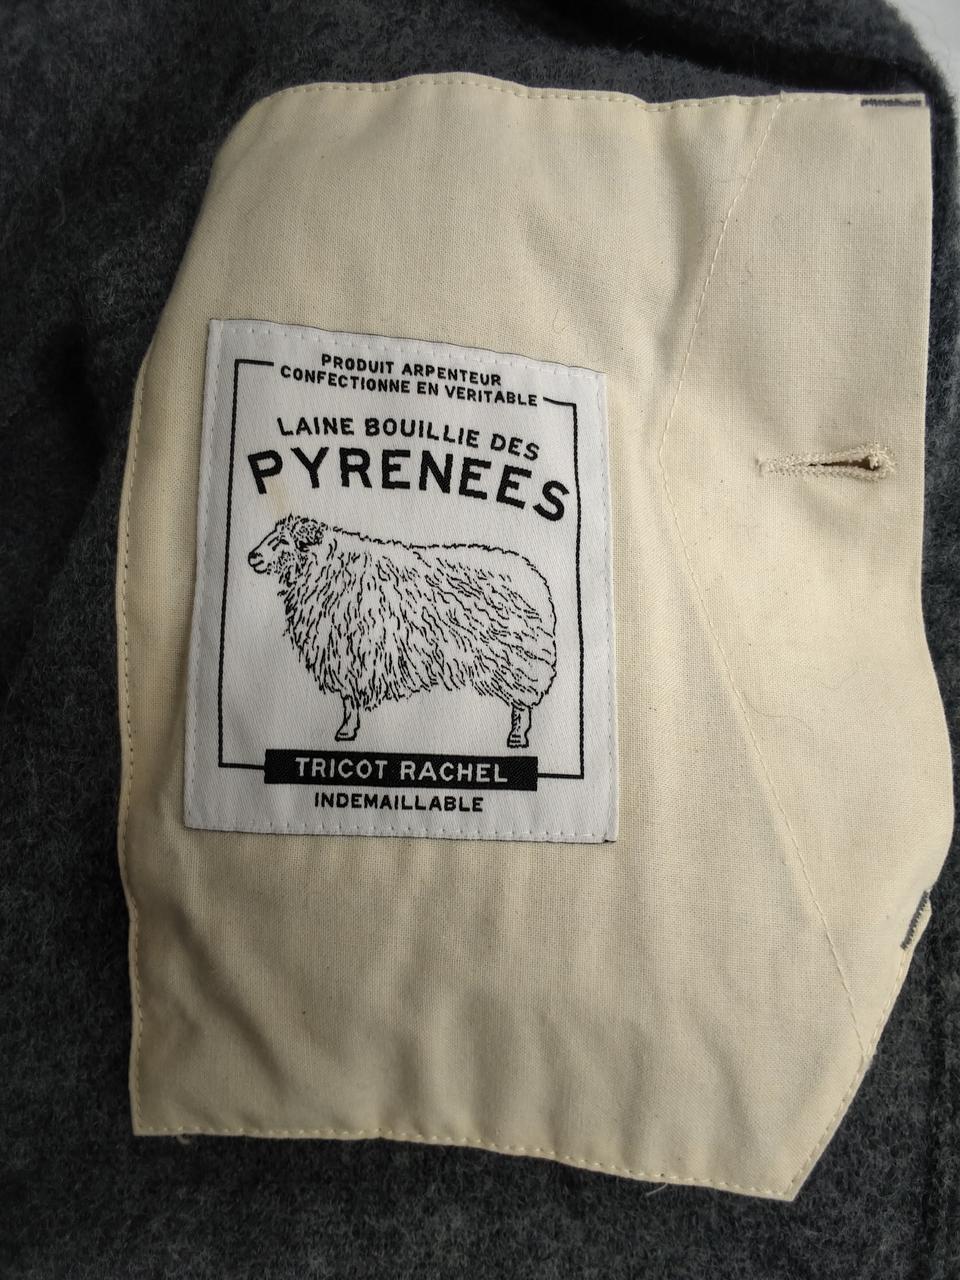 PRODUIT ARPENTEUR
CONFECTIONNE EN VERITABLE
LAINE BOUILLIE DES
PYRENEES
TRICOT RACHEL
INDEMAILLABLE